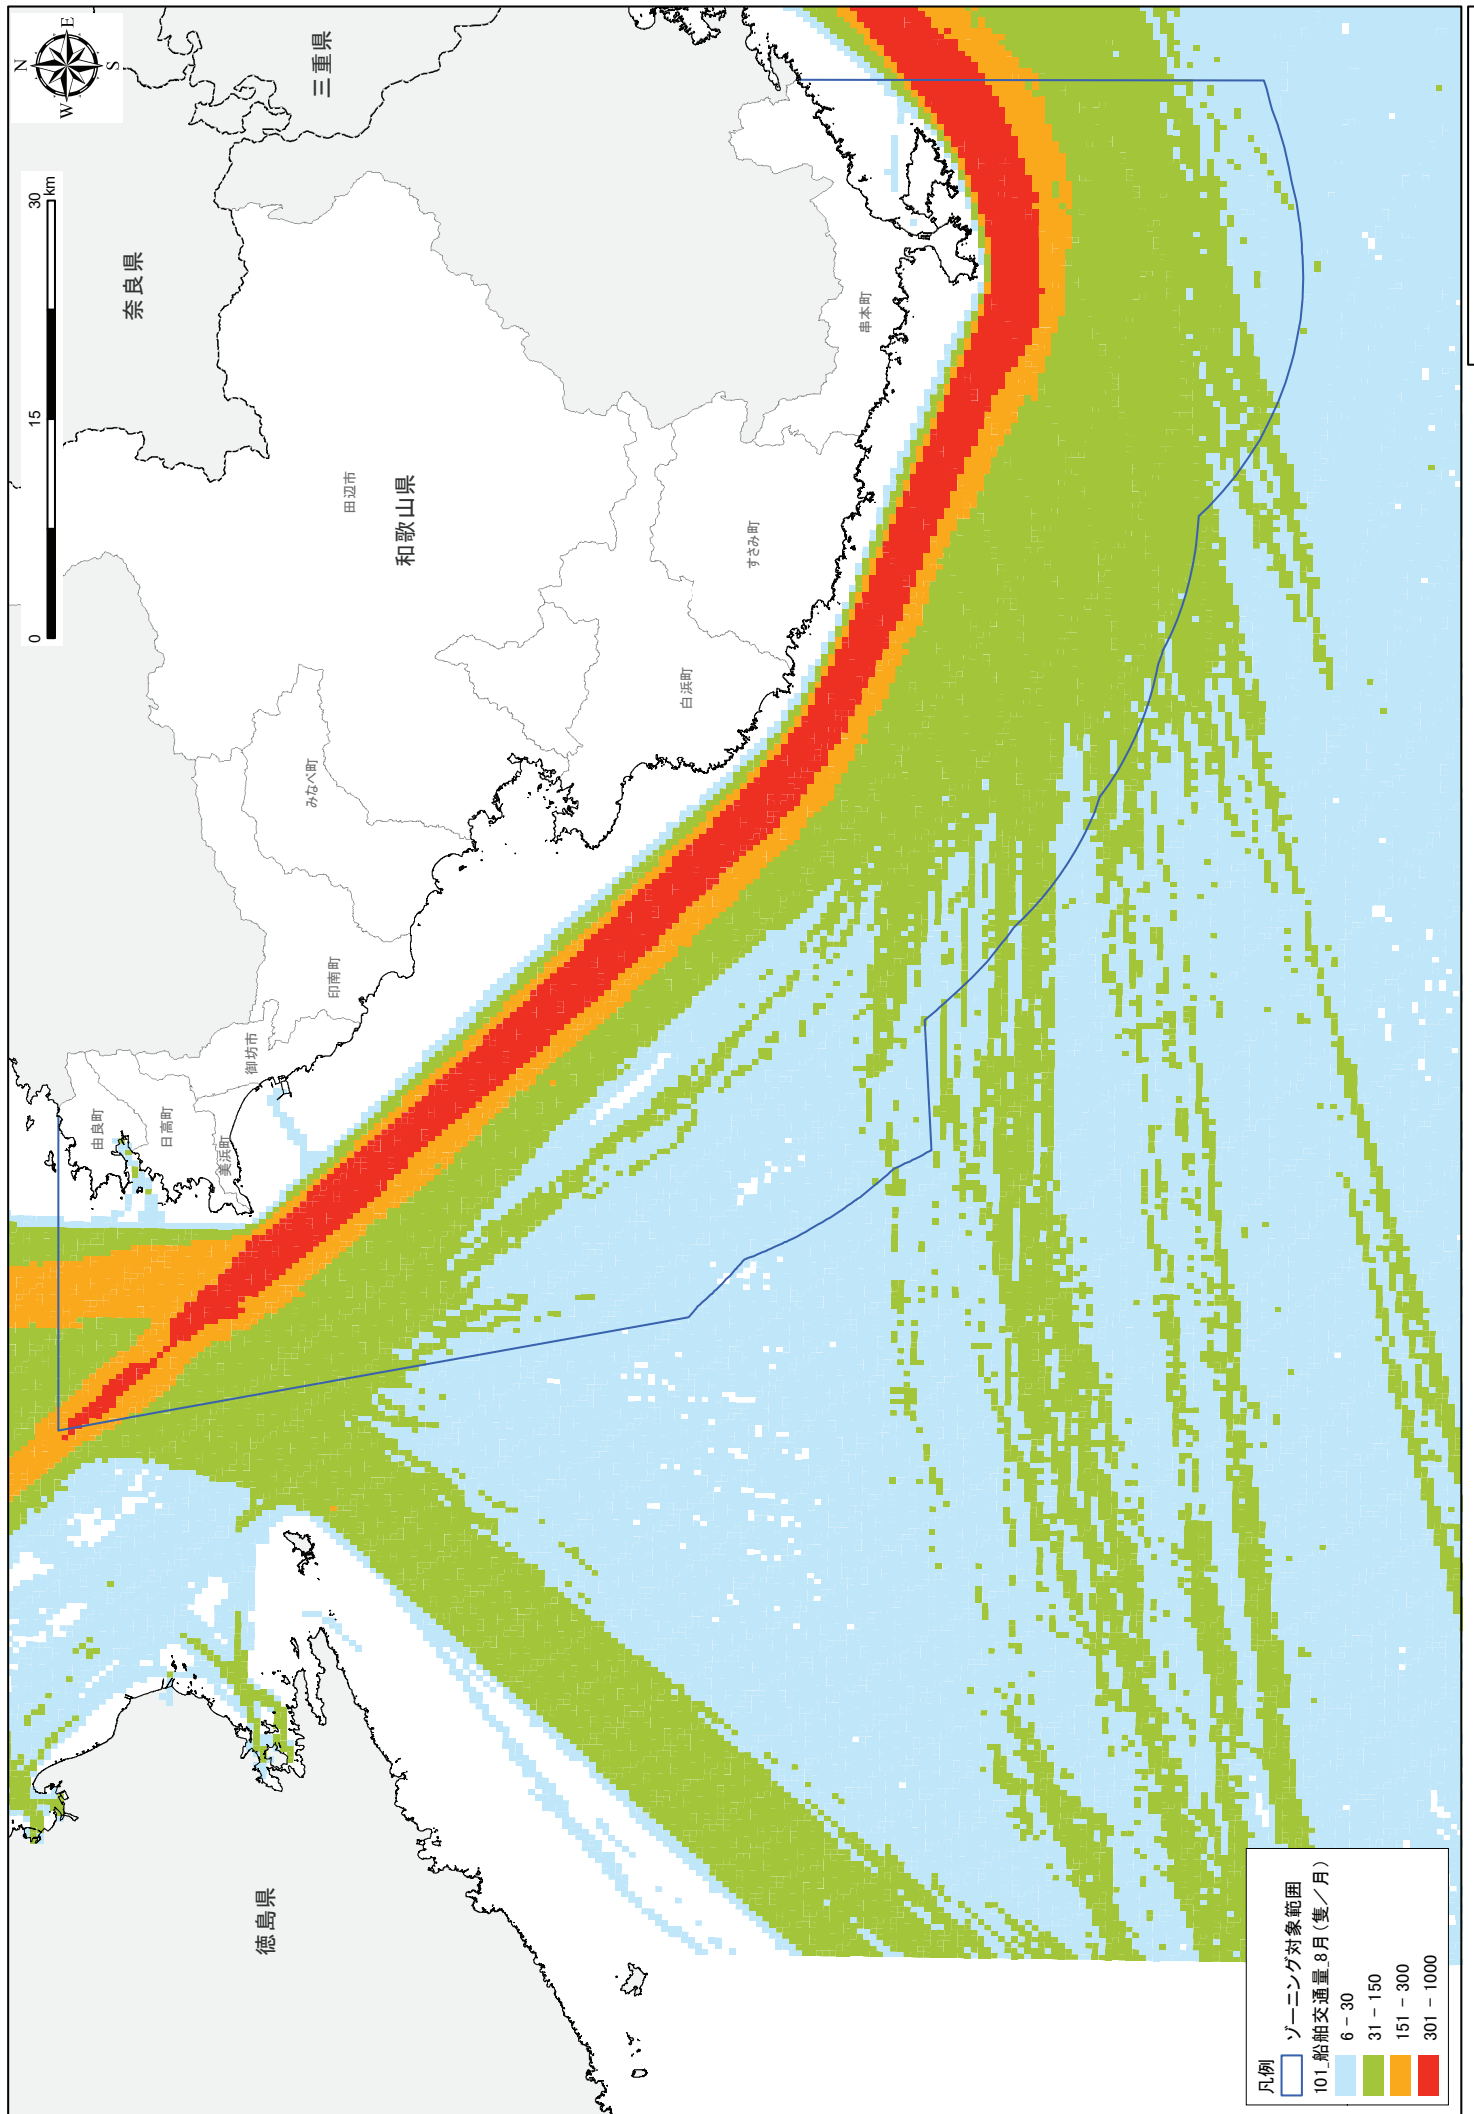 N
W
E
S
0
15
30
km
奈良県
三重県
和歌山県
徳島県
田辺市
みなべ町
印南町
御坊市
由良町
日高町
美浜町
白浜町
すさみ町
串本町
凡例
ゾーニング対象範囲
101_船舶交通量_8月(隻/月)
6 - 30
31 - 150
151 - 300
301 - 1000